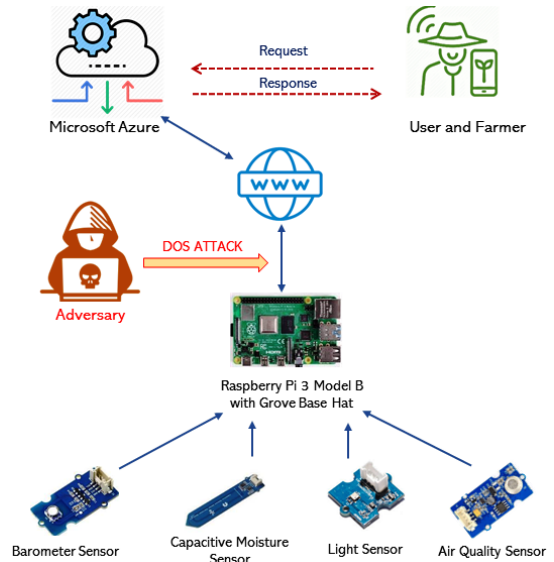 Request
Response
Microsoft Azure
User and Farmer
WWW
DOS ATTACK
Adversary
Raspberry Pi 3 Model B
with Grove Base Hat
Barometer Sensor
Capacitive Moisture
Sensor
Light Sensor
Air Quality Sensor